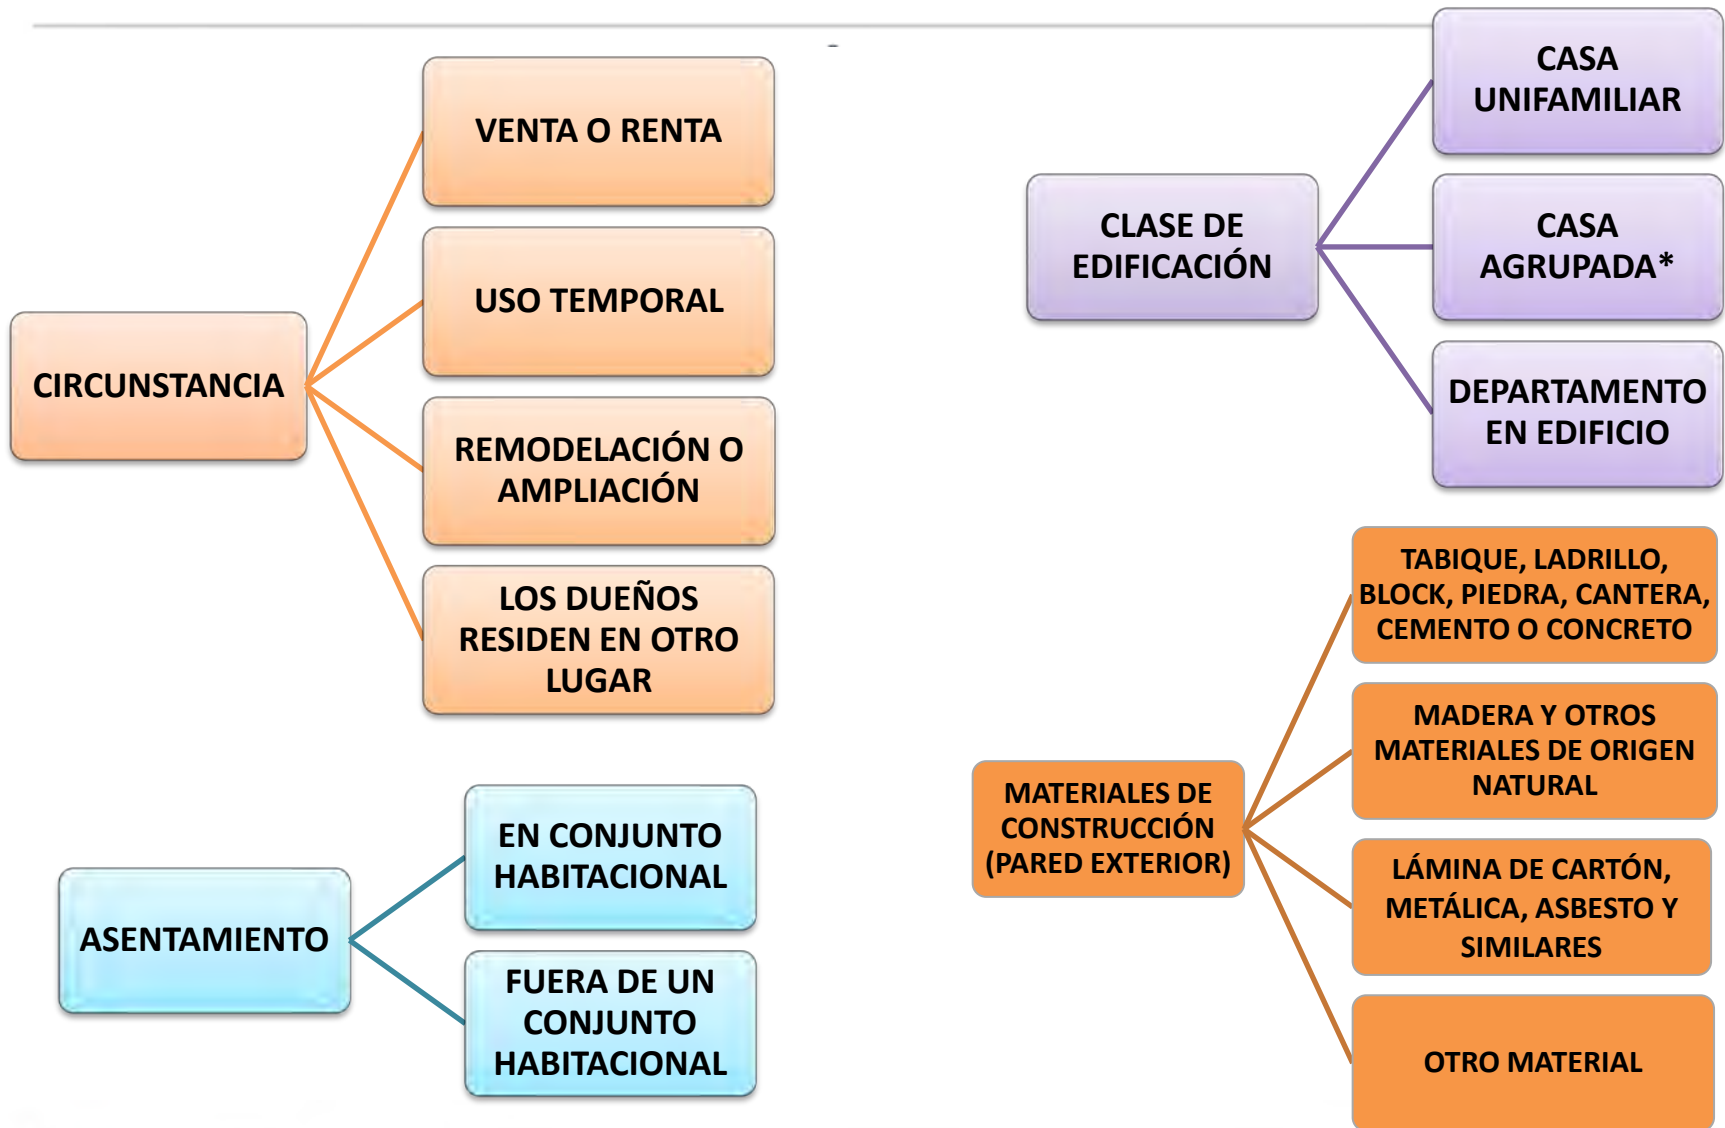 CIRCUNSTANCIA
VENTA O RENTA
USO TEMPORAL
REMODELACIÓN O
AMPLIACIÓN
LOS DUEÑOS
RESIDEN EN OTRO
LUGAR
ASENTAMIENTO
EN CONJUNTO
HABITACIONAL
FUERA DE UN
CONJUNTO
HABITACIONAL
CLASE DE
EDIFICACIÓN
CASA
UNIFAMILIAR
CASA
AGRUPADA*
DEPARTAMENTO
EN EDIFICIO
MATERIALES DE
CONSTRUCCIÓN
(PARED EXTERIOR)
TABIQUE, LADRILLO,
BLOCK, PIEDRA, CANTERA,
CEMENTO O CONCRETO
MADERA Y OTROS
MATERIALES DE ORIGEN
NATURAL
LÁMINA DE CARTÓN,
METÁLICA, ASBESTO Y
SIMILARES
OTRO MATERIAL